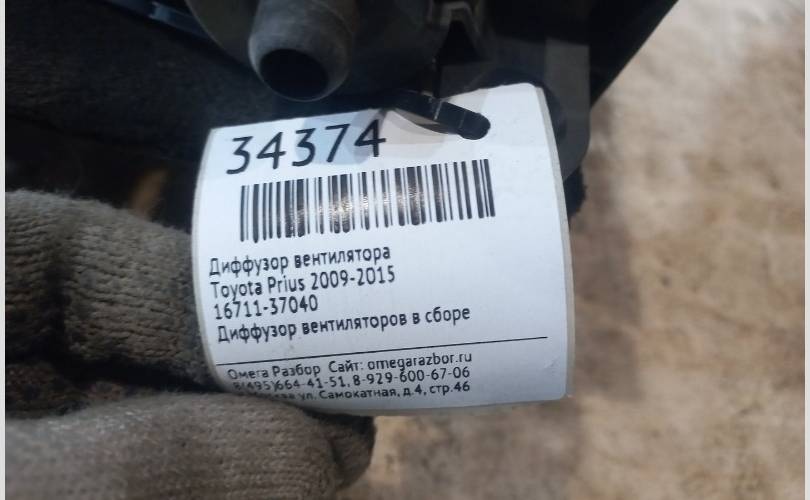 34374
Диффузор вентилятора
Toyota Prius 2009-2015
16711-37040
Диффузор вентиляторов в сборе
Омега Разбор Сайт: omegarazbor.ru
8(495)664-41-51, 8-929-600-67-06
Москва ул. Самокатная, д.4, стр.46